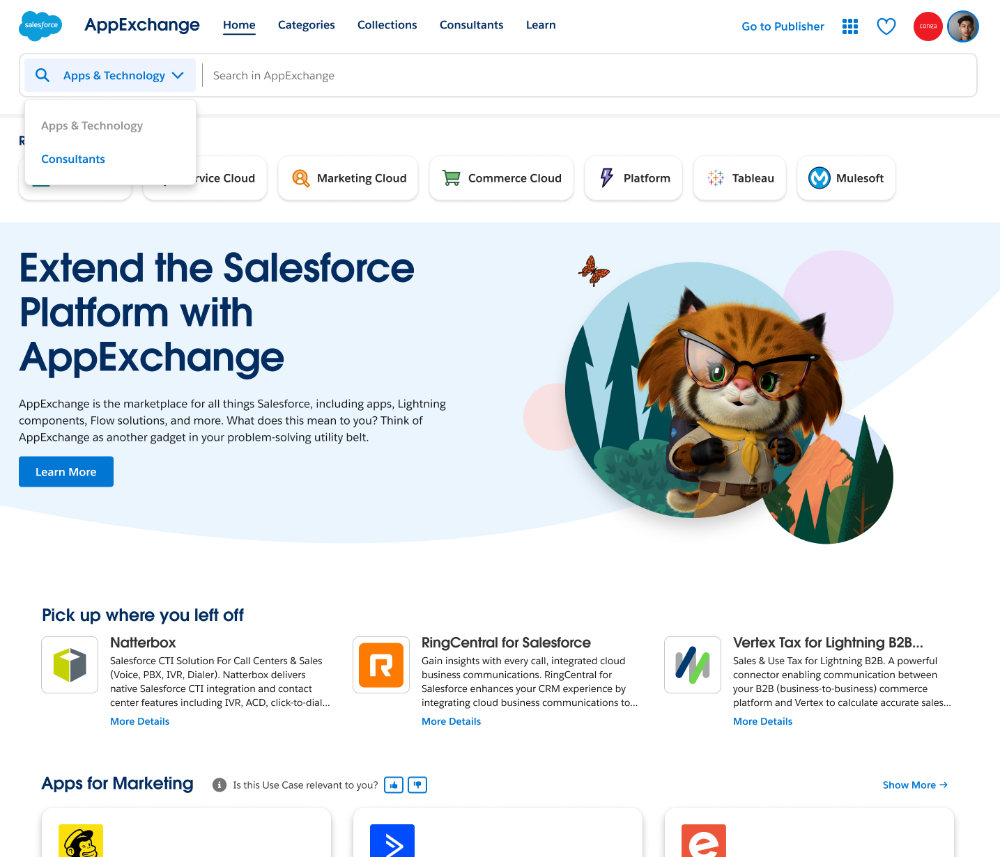 salesforce
AppExchange
Home
Categories
Collections
Consultants
Learn
Go to Publisher
conga
Apps & Technology
Search in AppExchange
Apps & Technology
Consultants
R
rvice Cloud
Marketing Cloud
Commerce Cloud
Platform
Tableau
Mulesoft
Extend the Salesforce
Platform with
AppExchange
AppExchange is the marketplace for all things Salesforce, including apps, Lightning
components, Flow solutions, and more. What does this mean to you? Think of
AppExchange as another gadget in your problem-solving utility belt.
Learn More
Pick up where you left off
Natterbox
Salesforce CTI Solution For Call Centers & Sales
(Voice, PBX, IVR, Dialer). Natterbox delivers
native Salesforce CTI integration and contact
center features including IVR, ACD, click-to-dial...
More Details
RingCentral for Salesforce
Gain insights with every call, integrated cloud
business communications. RingCentral for
Salesforce enhances your CRM experience by
integrating cloud business communications to...
More Details
Vertex Tax for Lightning B2B...
Sales & Use Tax for Lightning B2B. A powerful
connector enabling communication between
your B2B (business-to-business) commerce
platform and Vertex to calculate accurate sales...
More Details
Apps for Marketing
Is this Use Case relevant to you?
Show More →